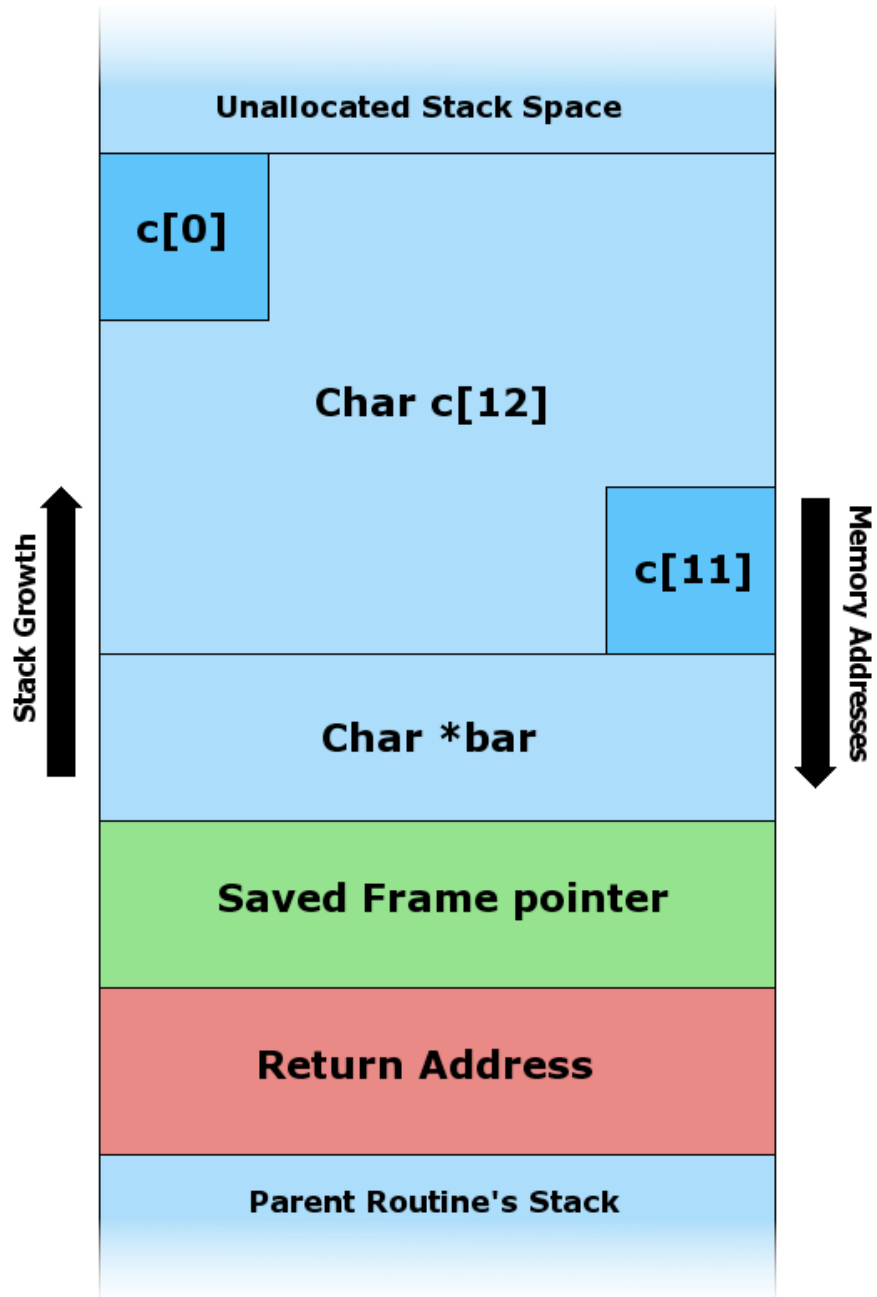 Unallocated Stack Space
c[0]
Char c[12]
c[11]
Stack Growth
Memory Addresses
Char *bar
Saved Frame pointer
Return Address
Parent Routine's Stack